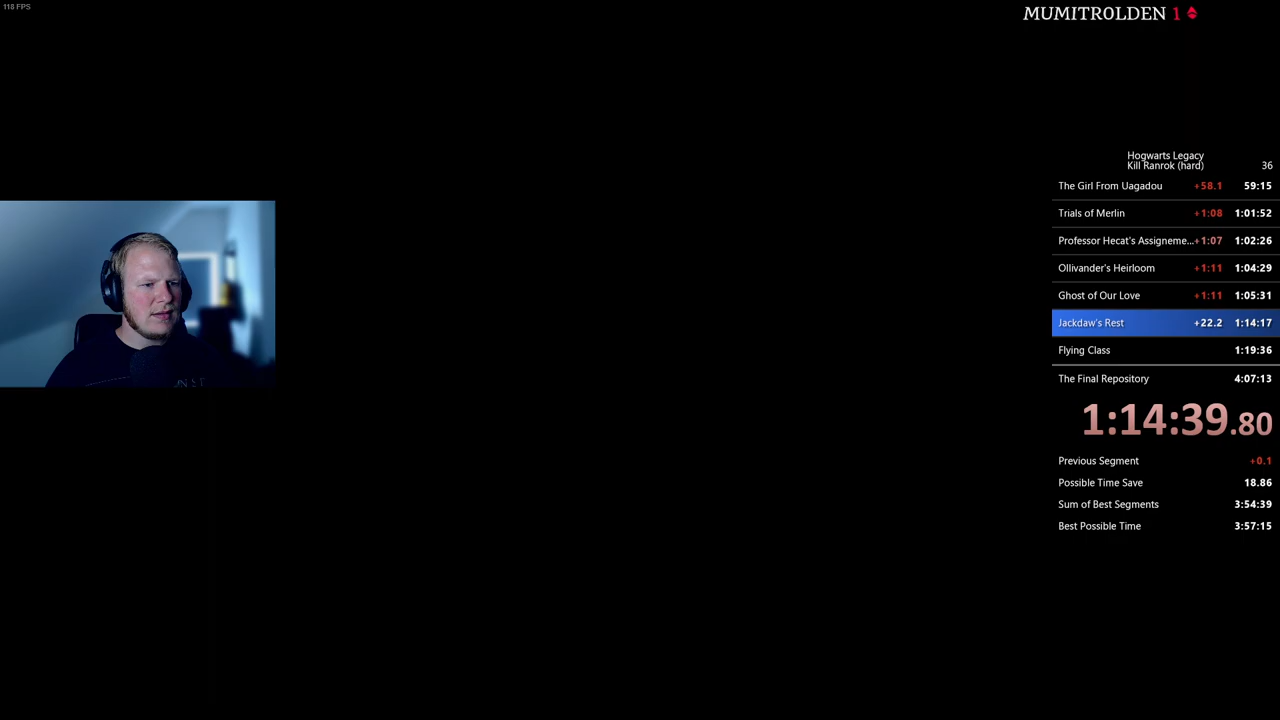 118 FPS
MUMITROLDEN 1
Hogwarts Legacy
Kill Ranrok (hard) 36
The Girl From Uagadou +58.1 59:15
Trials of Merlin +1:08 1:01:52
Professor Hecat's Assigneme... +1:07 1:02:26
Ollivander's Heirloom +1:11 1:04:29
Ghost of Our Love +1:11 1:05:31
Jackdaw's Rest +22.2 1:14:17
Flying Class 1:19:36
The Final Repository 4:07:13
1:14:39.80
Previous Segment +0.1
Possible Time Save 18.86
Sum of Best Segments 3:54:39
Best Possible Time 3:57:15